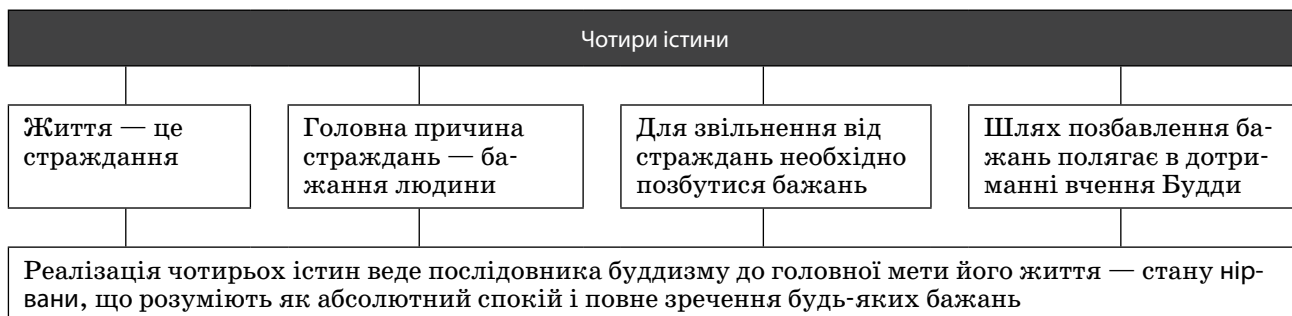 Чотири істини
Життя — це
страждання
Головна причина
страждань — ба-
жання людини
Для звільнення від
страждань необхідно
позбутися бажань
Шлях позбавлення ба-
жань полягає в дотри-
манні вчення Будди
Реалізація чотирьох істин веде послідовника буддизму до головної мети його життя — стану нір-
вани, що розуміють як абсолютний спокій і повне зречення будь-яких бажань